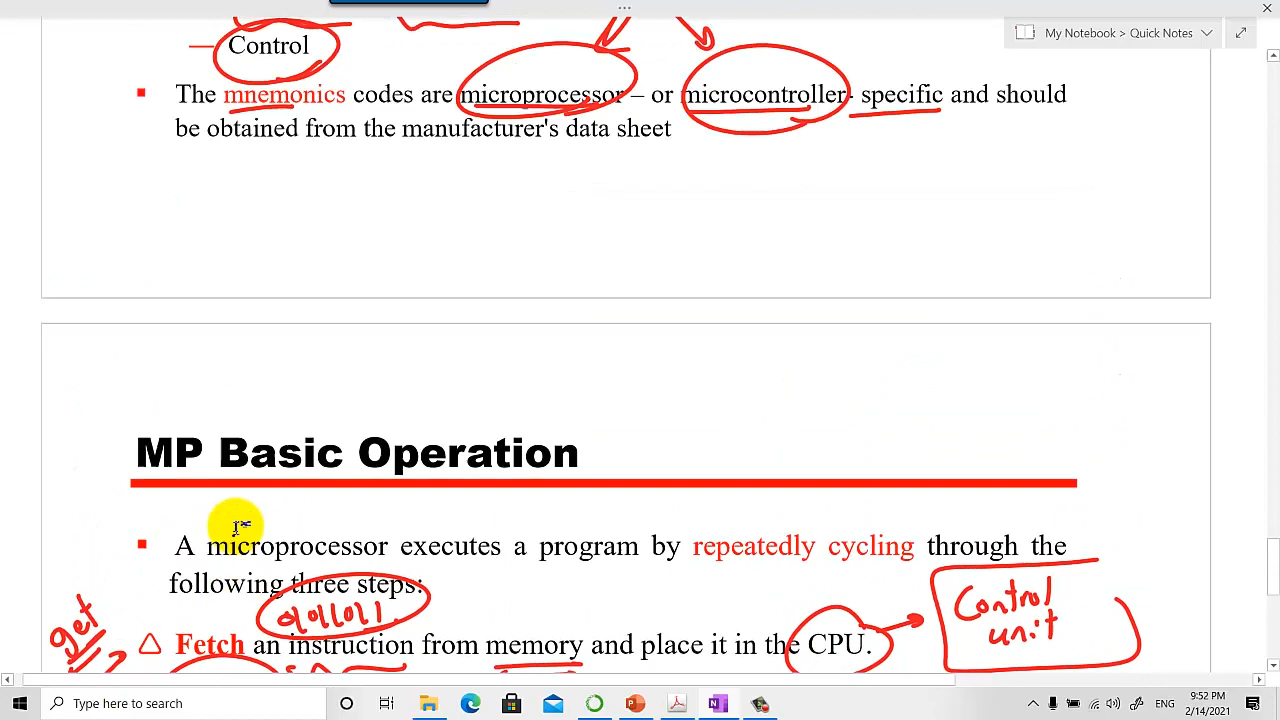 My Notebook » Quick Notes
— Control
▪ The mnemonics codes are microprocessor – or microcontroller- specific and should
be obtained from the manufacturer's data sheet
MP Basic Operation
▪ A microprocessor executes a program by repeatedly cycling through the
following three steps:
Control
unit
get
△ Fetch an instruction from memory and place it in the CPU.
Type here to search
ENG
9:52 PM
2/14/2021